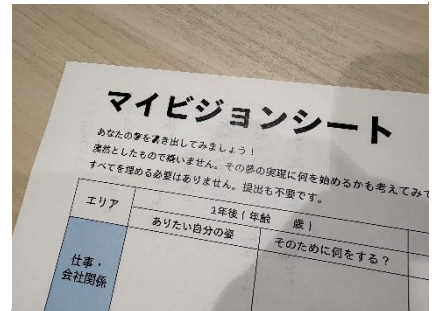 マイビジョンシート
あなたの夢を書き出してみましょう！
漠然としたもので構いません。その夢の実現に何を始めるかも考えてみて
すべてを埋める必要はありません。提出も不要です。
エリア
1年後（年齢　歳）
ありたい自分の姿
そのために何をする？
仕事・
会社関係